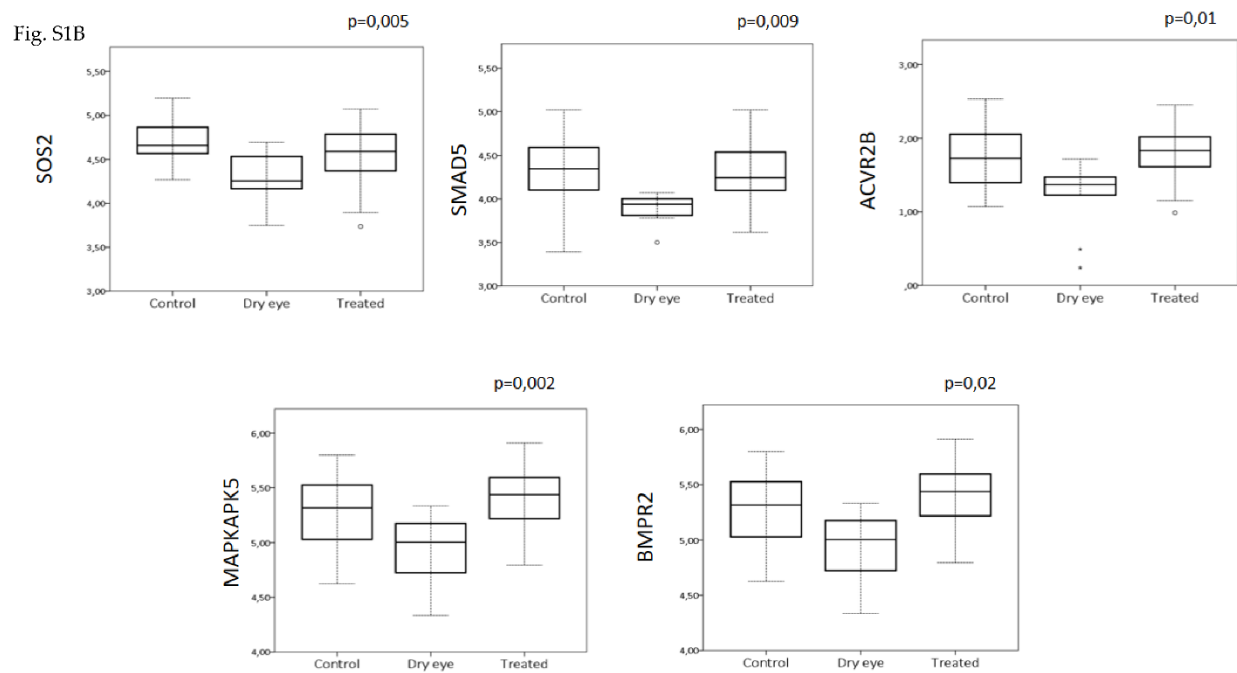 Fig. S1B
p=0,005
SOS2
5,50
5,00
4,50
4,00
3,50
3,00
Control Dry eye Treated
p=0,009
SMAD5
5,50
5,00
4,50
4,00
3,50
3,00
Control Dry eye Treated
p=0,01
ACVR2B
3,00
2,00
1,00
,00
Control Dry eye Treated
p=0,002
MAPKAPK5
6,00
5,50
5,00
4,50
4,00
Control Dry eye Treated
p=0,02
BMPR2
6,00
5,50
5,00
4,50
4,00
Control Dry eye Treated